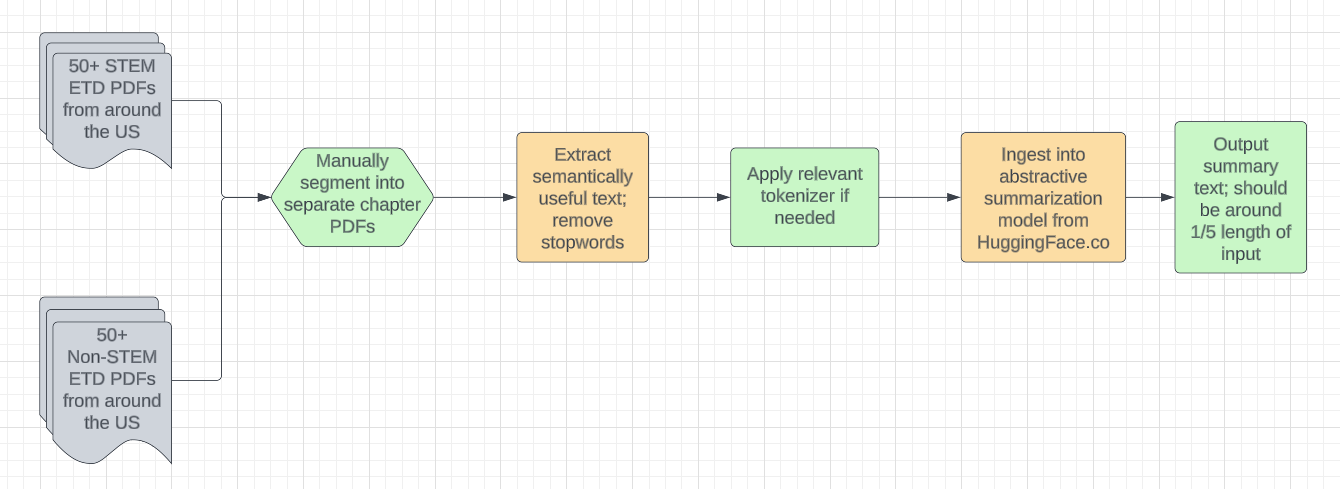 50+ STEM
ETD PDFs
from around
the US
50+
Non-STEM
ETD PDFs
from around
the US
Manually
segment into
separate chapter
PDFs
Extract
semantically
useful text;
remove
stopwords
Apply relevant
tokenizer if
needed
Ingest into
abstractive
summarization
model from
HuggingFace.co
Output
summary
text; should
be around
1/5 length of
input